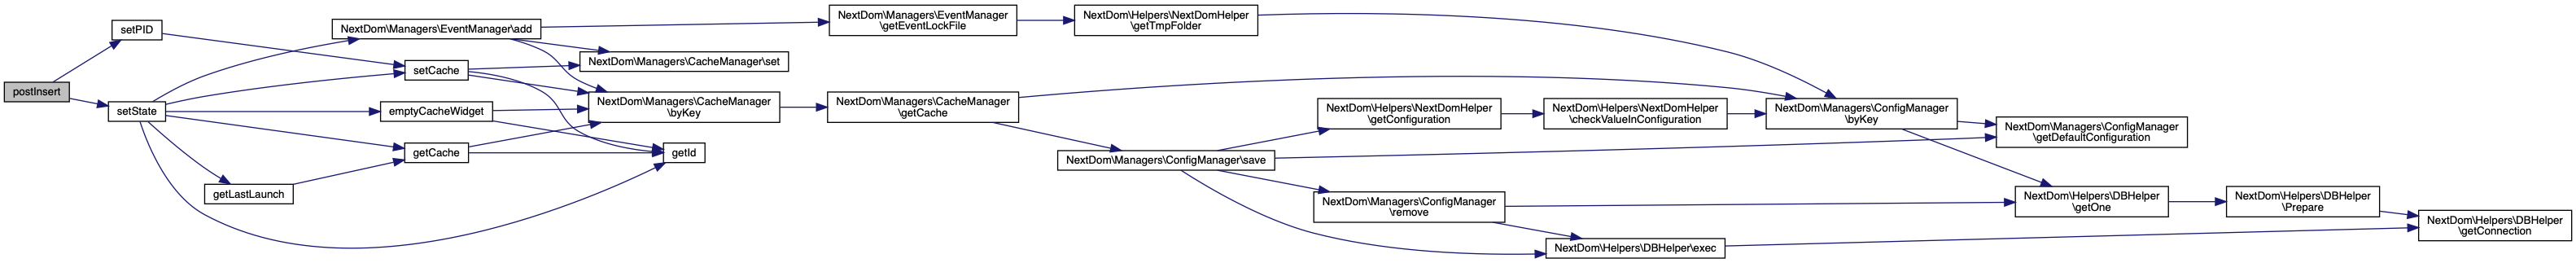 postInsert
setPID
setState
NextDom\Managers\EventManager\add
setCache
emptyCacheWidget
getCache
getLastLaunch
NextDom\Managers\CacheManager\set
NextDom\Managers\CacheManager
\byKey
getId
NextDom\Managers\EventManager
\getEventLockFile
NextDom\Managers\CacheManager
\getCache
NextDom\Helpers\NextDomHelper
\getTmpFolder
NextDom\Managers\ConfigManager\save
NextDom\Helpers\NextDomHelper
\getConfiguration
NextDom\Managers\ConfigManager
\remove
NextDom\Helpers\NextDomHelper
\checkValueInConfiguration
NextDom\Helpers\DBHelper\exec
NextDom\Managers\ConfigManager
\byKey
NextDom\Managers\ConfigManager
\getDefaultConfiguration
NextDom\Helpers\DBHelper
\getOne
NextDom\Helpers\DBHelper
\Prepare
NextDom\Helpers\DBHelper
\getConnection